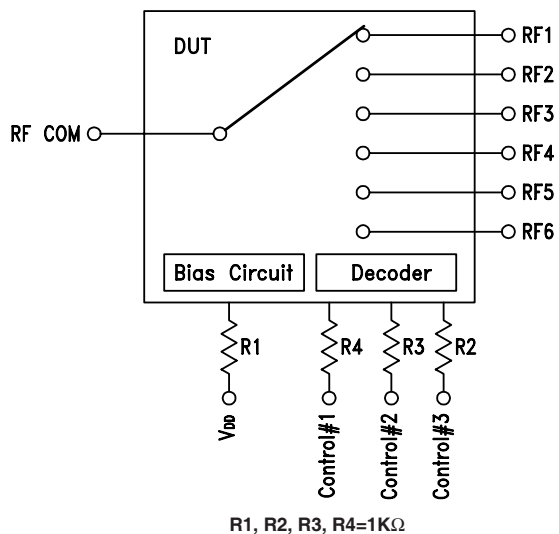 DUT
RF1
RF2
RF3
RF COM
RF4
RF5
RF6
Bias Circuit
Decoder
R1
R4
R3
R2
VDD
Control#1
Control#2
Control#3
R1, R2, R3, R4=1KΩ